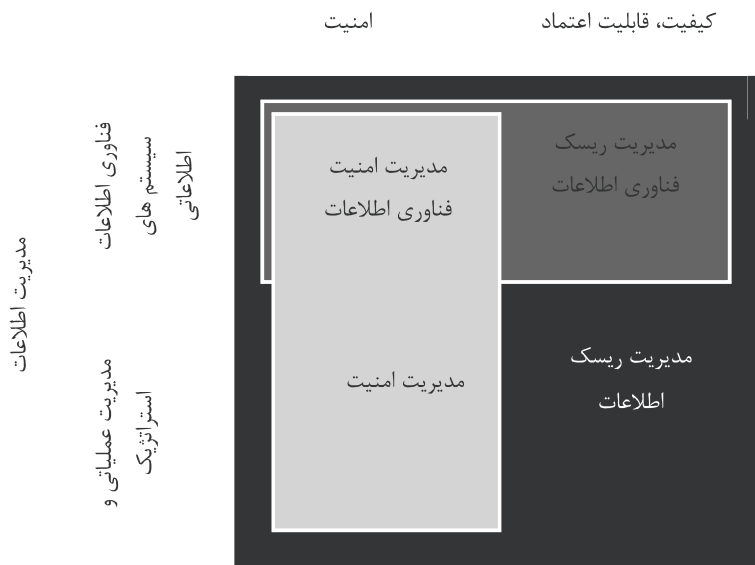 کیفیت، قابلیت اعتماد
امنیت
مدیریت ریسک
فناوری اطلاعات
مدیریت امنیت
فناوری اطلاعات
فناوری اطلاعات
سیستم های
اطلاعاتی
مدیریت اطلاعات
مدیریت ریسک
اطلاعات
مدیریت امنیت
مدیریت عملیاتی و
استراتژیک